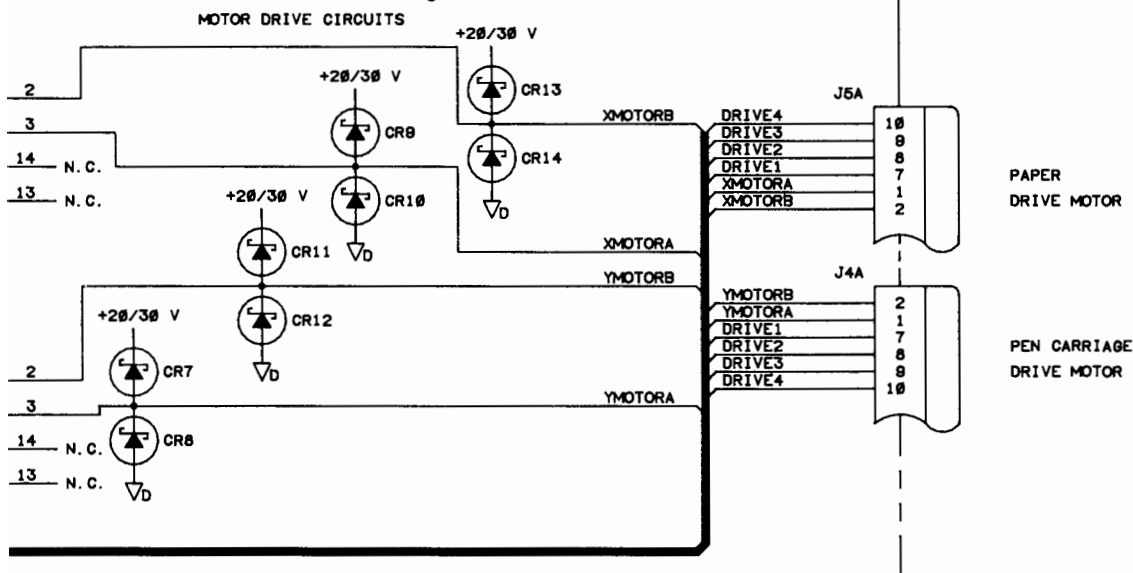 MOTOR DRIVE CIRCUITS
+20/30 V
CR13
CR14
D
+20/30 V
CR9
CR10
D
+20/30 V
CR11
CR12
D
+20/30 V
CR7
CR8
D
2
3
14 N.C.
13 N.C.
2
3
14 N.C.
13 N.C.
XMOTORB
XMOTORA
YMOTORB
YMOTORA
J5A
DRIVE4 10
DRIVE3 9
DRIVE2 8
DRIVE1 7
XMOTORA 1
XMOTORB 2
PAPER
DRIVE MOTOR
J4A
YMOTORB 2
YMOTORA 1
DRIVE1 7
DRIVE2 8
DRIVE3 9
DRIVE4 10
PEN CARRIAGE
DRIVE MOTOR